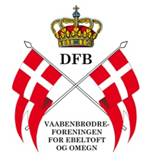 DFB
VAABENBRØDRE-
FORENINGEN
FOR EBELTOFT
OG OMEGN